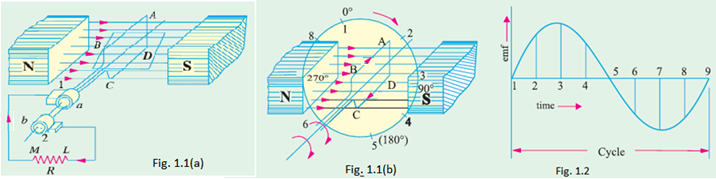 A
B
D
N
S
1
C
a
b
2
M
L
R
Fig. 1.1(a)
0°
8
1
2
A
270°
B
3
90°
N
D
S
C
4
6
5
(180°)
Fig. 1.1(b)
emf
1 2 3 4 5 6 7 8 9
time
Cycle
Fig. 1.2